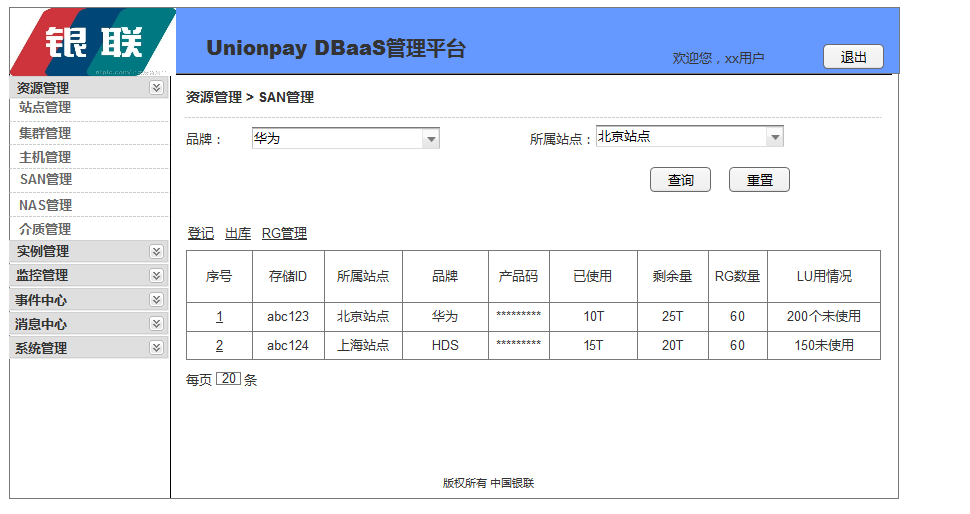 银联
Unionpay DBaaS管理平台
欢迎您，xx用户
退出
资源管理
站点管理
集群管理
主机管理
SAN管理
NAS管理
介质管理
实例管理
监控管理
事件中心
消息中心
系统管理
资源管理 > SAN管理
品牌： 华为 所属站点： 北京站点
查询 重置
登记 出库 RG管理
序号 存储ID 所属站点 品牌 产品码 已使用 剩余量 RG数量 LU用情况
1 abc123 北京站点 华为 ********* 10T 25T 60 200个未使用
2 abc124 上海站点 HDS ********* 15T 20T 60 150未使用
每页 20 条
版权所有 中国银联